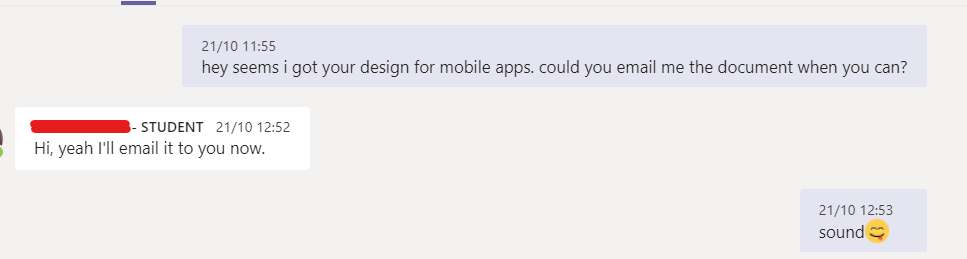 21/10 11:55
hey seems i got your design for mobile apps. could you email me the document when you can?
- STUDENT 21/10 12:52
Hi, yeah I'll email it to you now.
21/10 12:53
sound😋